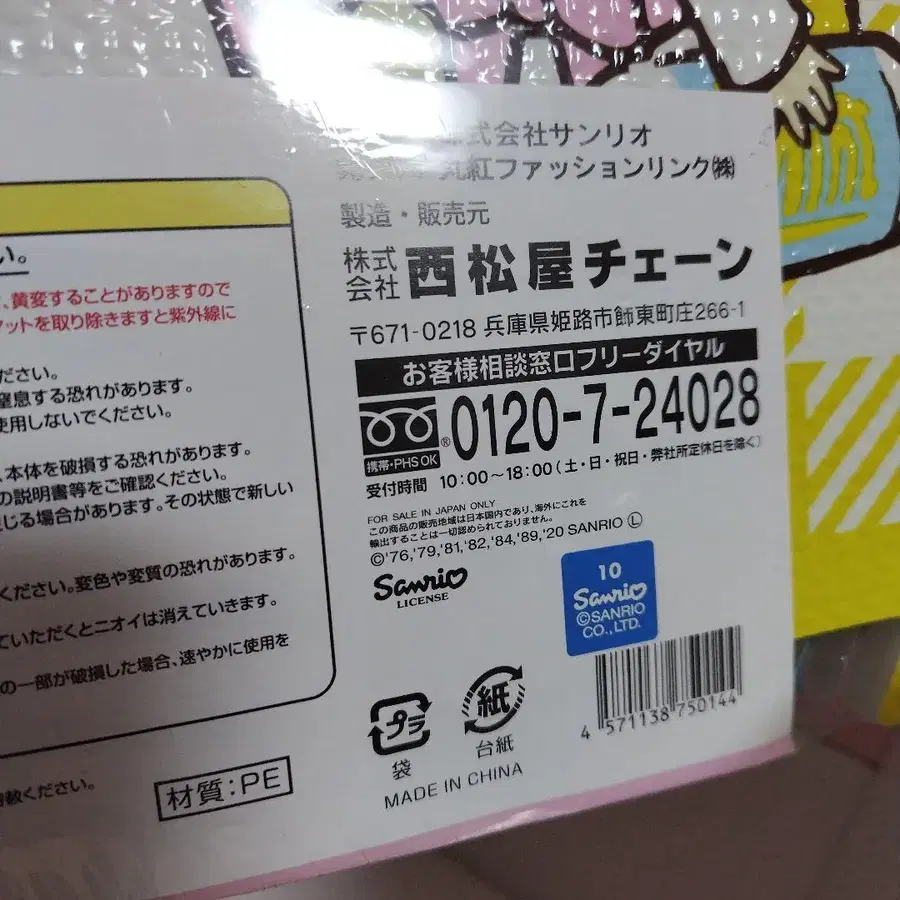 い。
、黄変することがありますので
マットを取り除きますと紫外線に
ださい。
窒息する恐れがあります。
使用しないでください。
、本体を破損する恐れがあります。
の説明書等をご確認ください。
じる場合があります。その状態で新しい
ください。変色や変質の恐れがあります。
ていただくとニオイは消えていきます。
の一部が破損した場合、速やかに使用を
ください。
材質:PE
式会社サンリオ
丸紅ファッションリンク㈱
製造・販売元
株式会社 西松屋チェーン
〒671-0218 兵庫県姫路市飾東町庄266-1
お客様相談窓口フリーダイヤル
0120-7-24028
携帯・PHS OK
受付時間 10:00〜18:00(土・日・祝日・弊社所定休日を除く)
FOR SALE IN JAPAN ONLY
この商品の販売地域は日本国内であり、海外にこれを
輸出することは一切認められておりません。
©'76,'79,'81,'82,'84,'89,'20 SANRIO Ⓛ
Sanrio
LICENSE
10
Sanrio
©SANRIO
CO.,LTD.
プラ
袋
紙
台紙
MADE IN CHINA
4 571138 750144